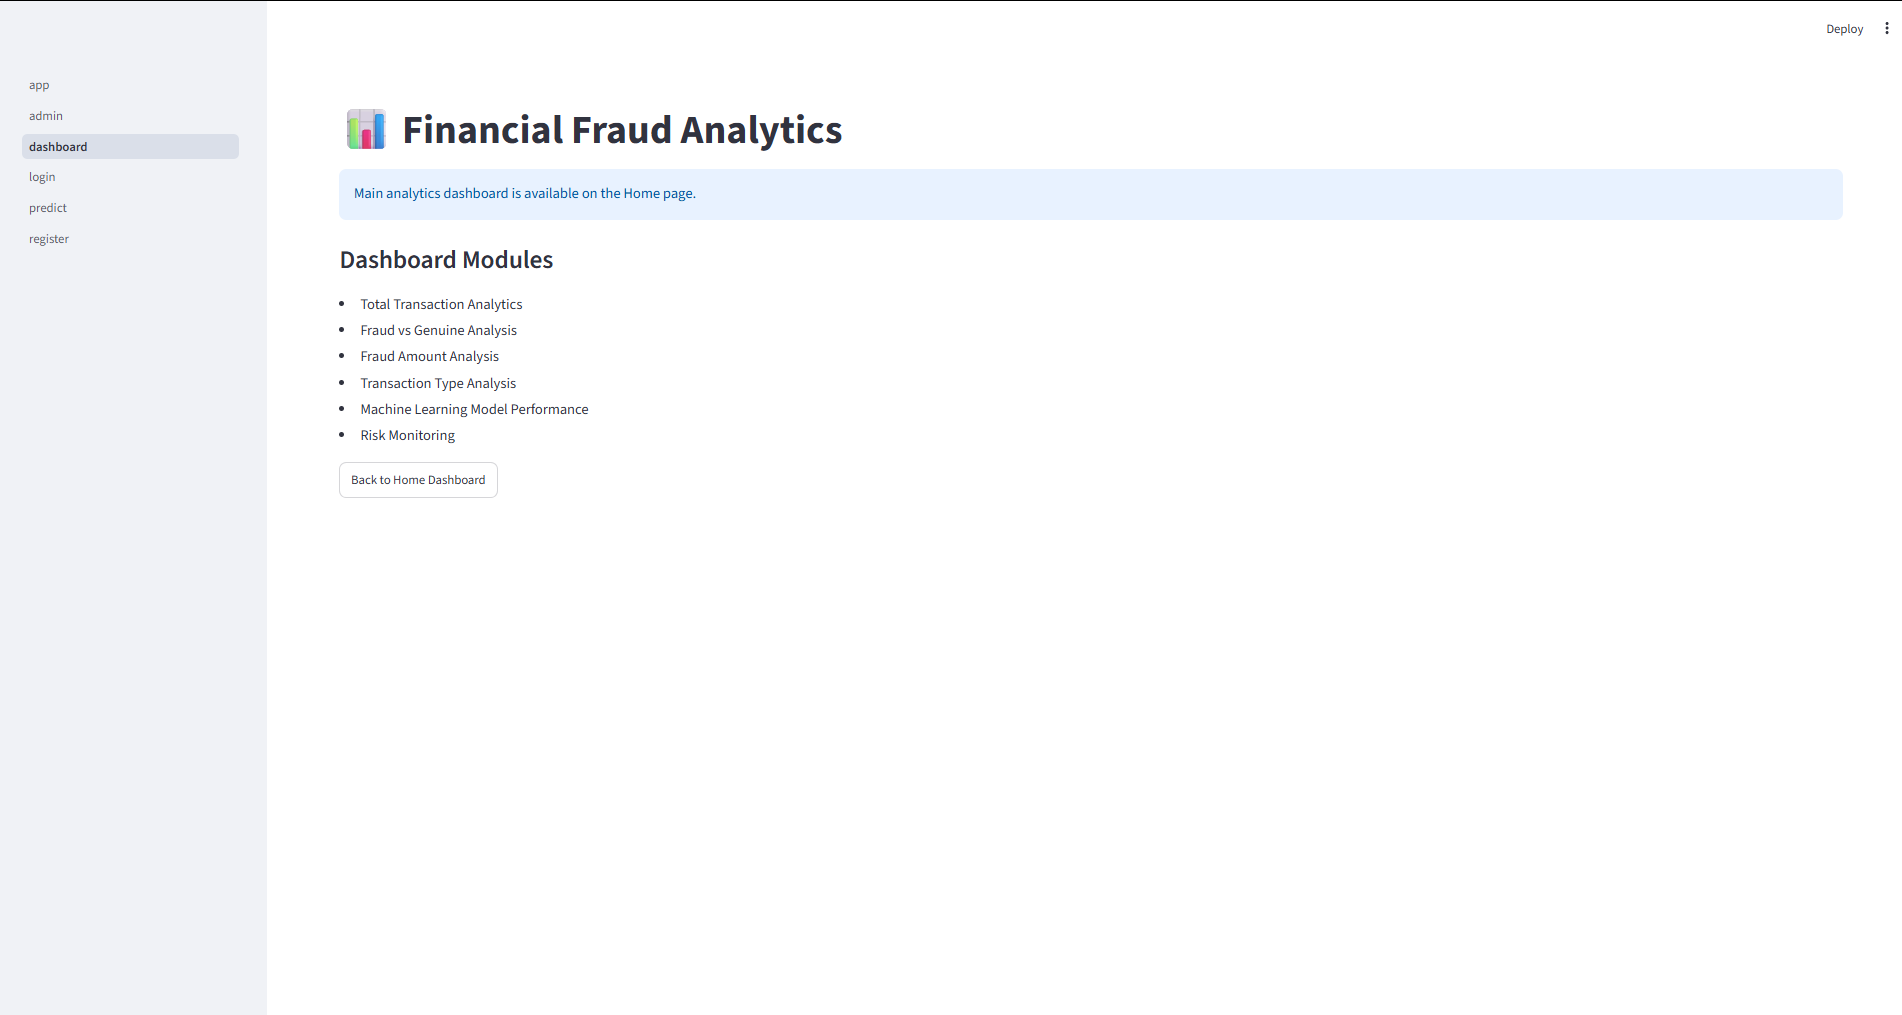 Deploy
app
admin
dashboard
login
predict
register
Financial Fraud Analytics
Main analytics dashboard is available on the Home page.
Dashboard Modules
Total Transaction Analytics
Fraud vs Genuine Analysis
Fraud Amount Analysis
Transaction Type Analysis
Machine Learning Model Performance
Risk Monitoring
Back to Home Dashboard